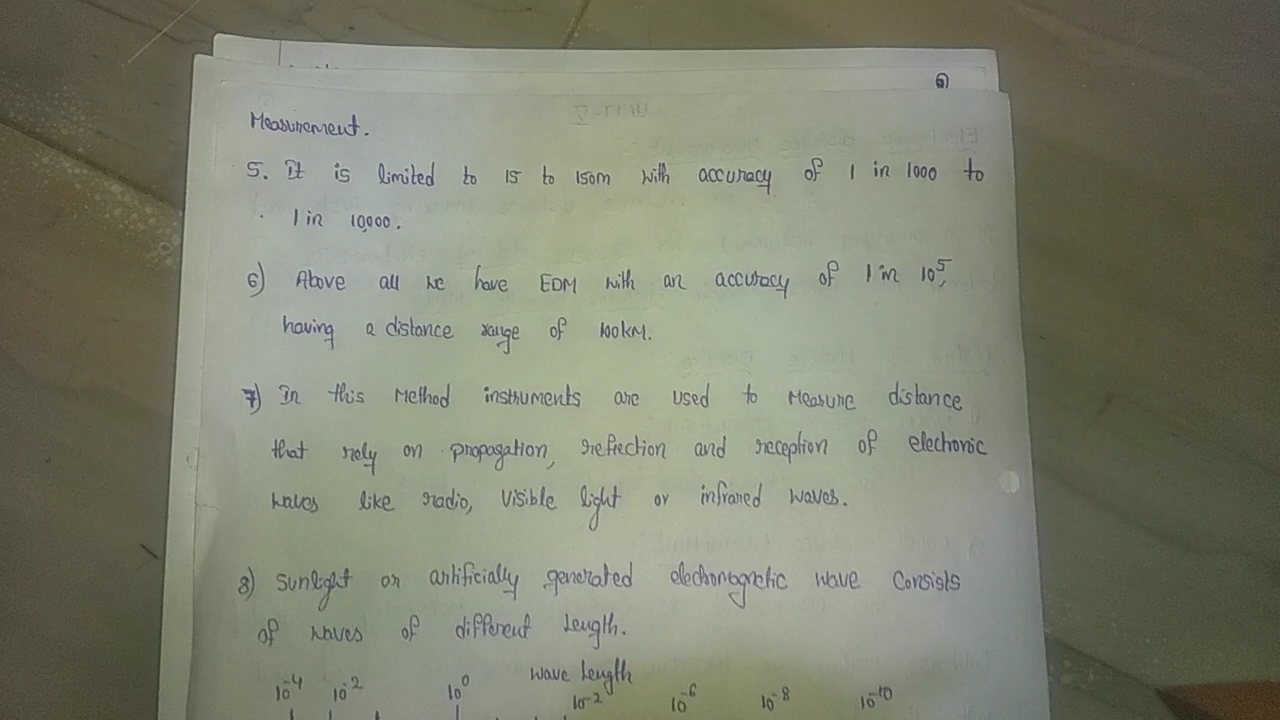 Measurement.
5. It is limited to 15 to 150m with accuracy of 1 in 1000 to
1 in 10,000.
6) Above all we have EDM with an accuracy of 1 in 10⁵,
having a distance range of 100km.
7) In this Method instruments are used to Measure distance
that rely on propagation, reflection and reception of electronic
waves like radio, visible light or infrared waves.
8) Sunlight or artificially generated electromagnetic wave consists
of waves of different Length.
wave Length
10⁻⁴ 10⁻² 10⁰ 10⁻² 10⁻⁶ 10⁻⁸ 10⁻¹⁰